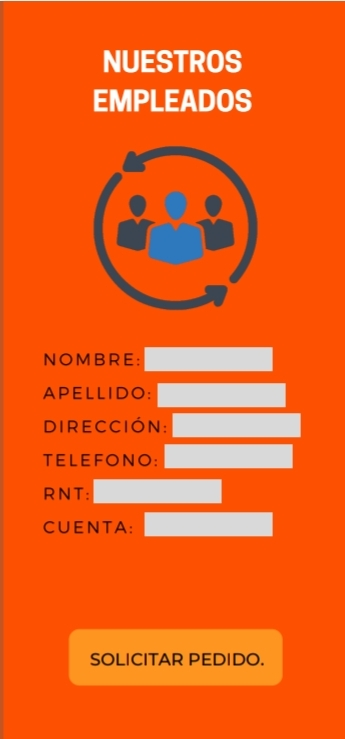 NUESTROS
EMPLEADOS
NOMBRE:
APELLIDO:
DIRECCIÓN:
TELEFONO:
RNT:
CUENTA:
SOLICITAR PEDIDO.